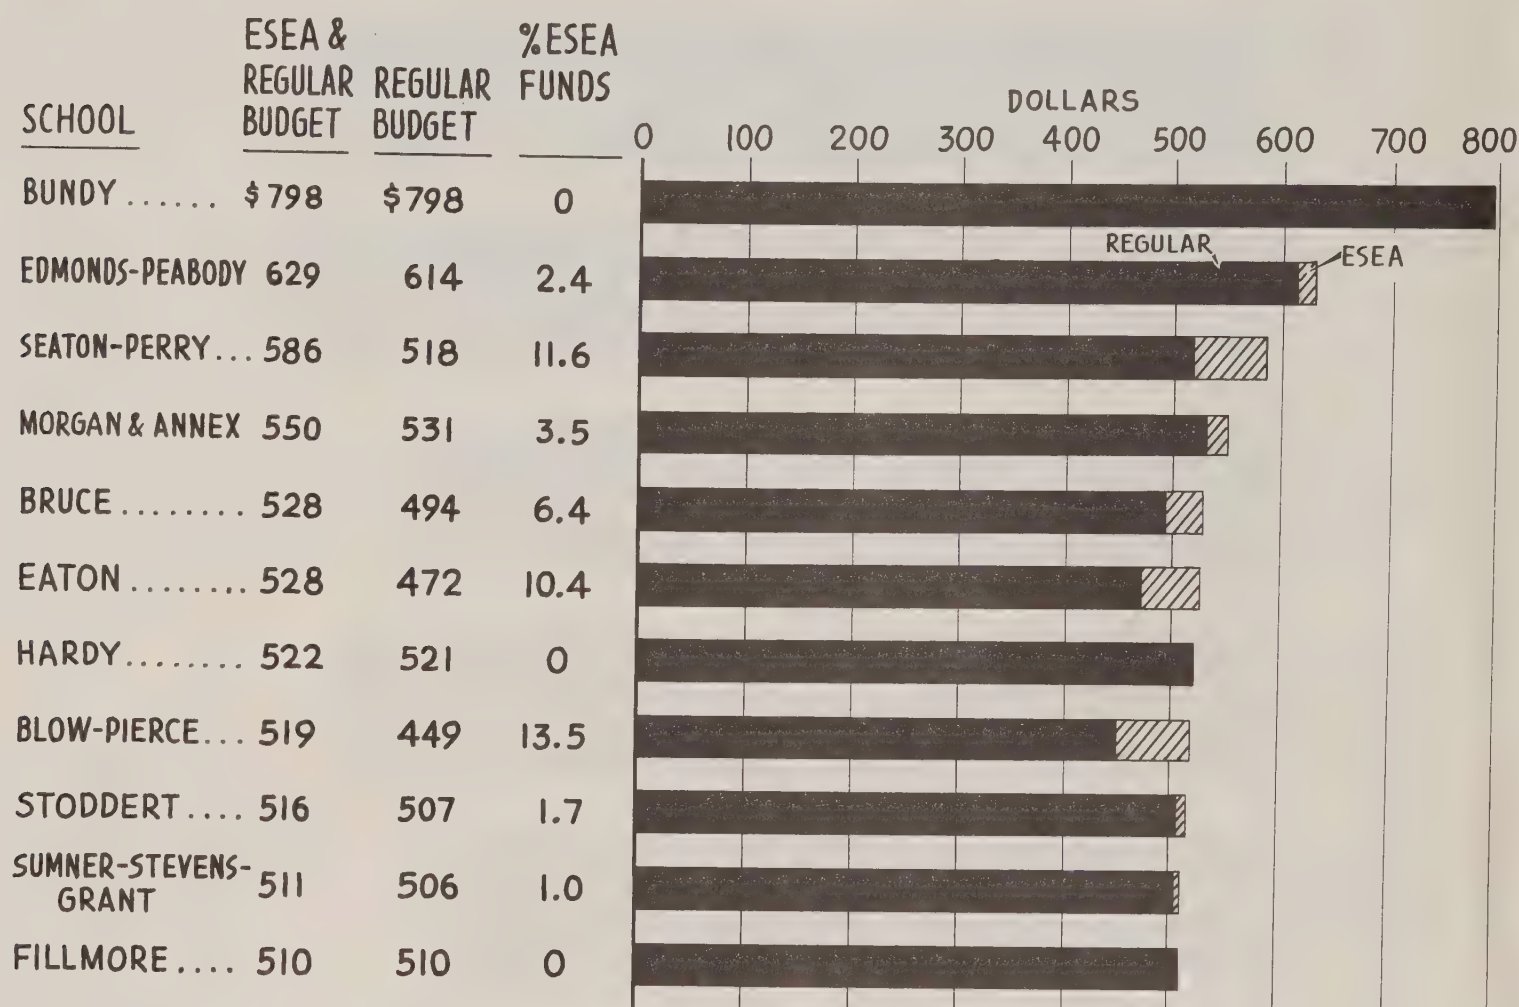 ESEA &
REGULAR BUDGET
REGULAR BUDGET
% ESEA FUNDS
SCHOOL
DOLLARS
0 100 200 300 400 500 600 700 800
BUNDY ...... $798 $798 0
REGULAR
ESEA
EDMONDS-PEABODY 629 614 2.4
SEATON-PERRY... 586 518 11.6
MORGAN & ANNEX 550 531 3.5
BRUCE ........ 528 494 6.4
EATON ........ 528 472 10.4
HARDY........ 522 521 0
BLOW-PIERCE... 519 449 13.5
STODDERT .... 516 507 1.7
SUMNER-STEVENS-
GRANT 511 506 1.0
FILLMORE .... 510 510 0